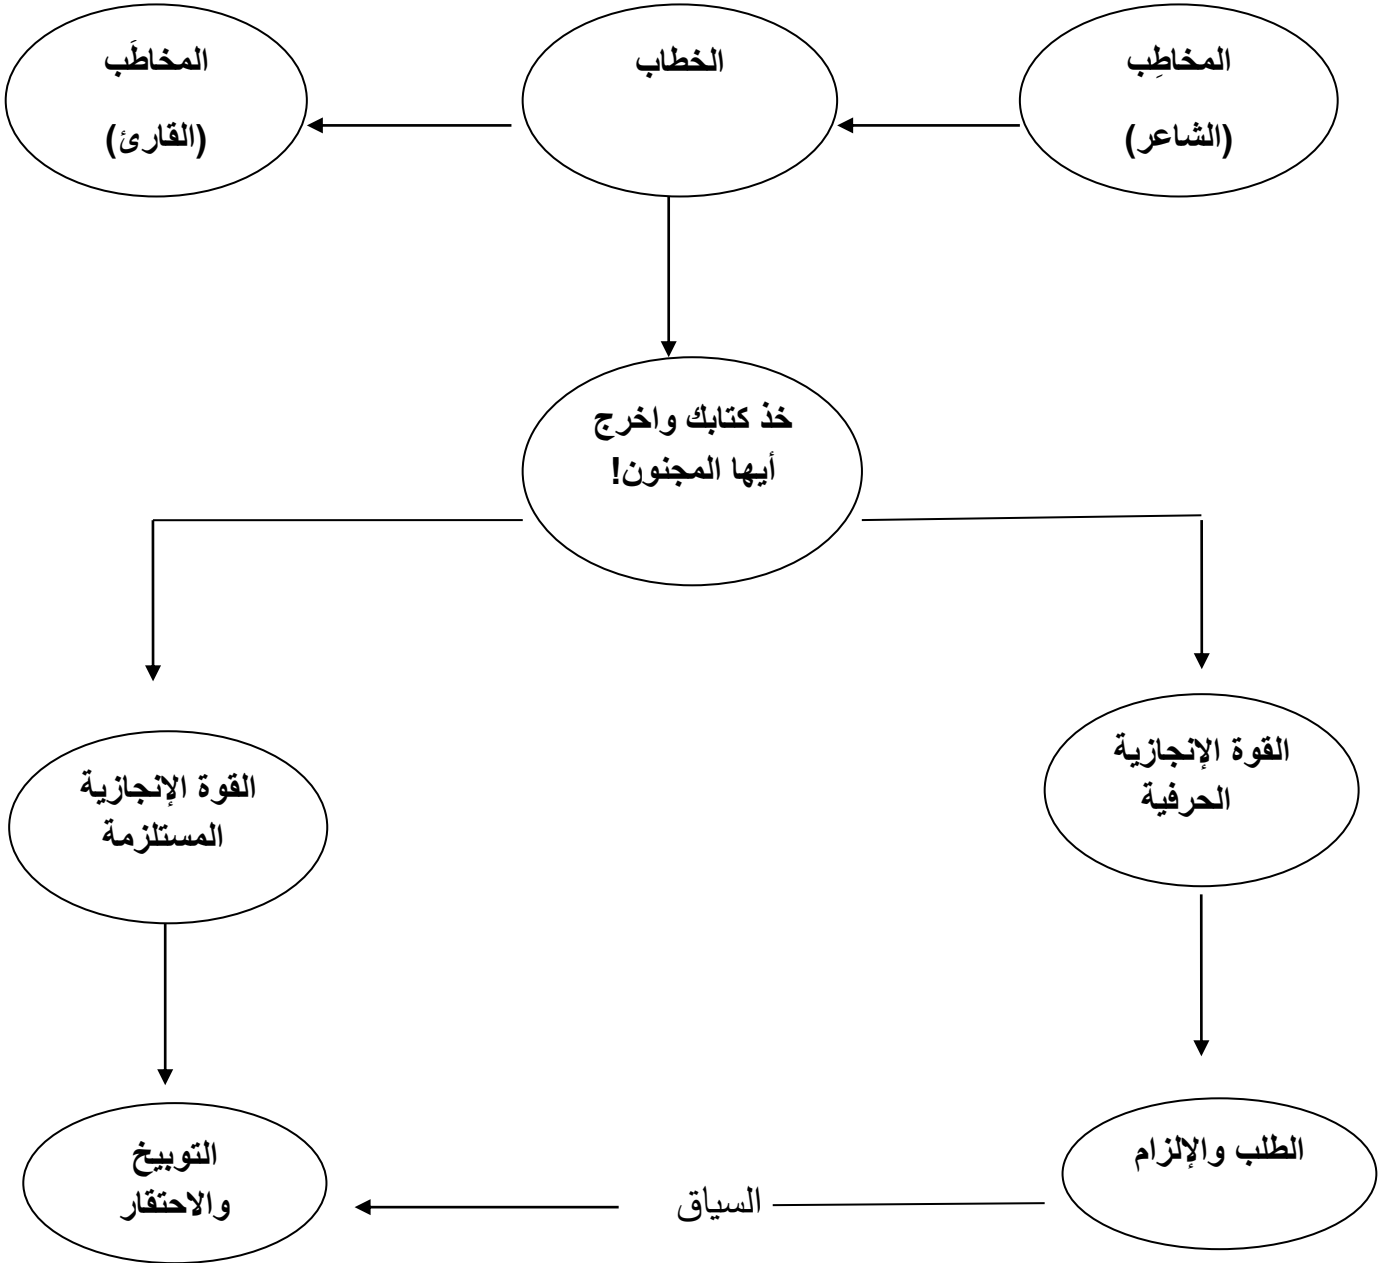 المخاطِب
(الشاعر)
الخطاب
المخاطَب
(القارئ)
خذ كتابك واخرج
أيها المجنون!
القوة الإنجازية
الحرفية
القوة الإنجازية
المستلزمة
الطلب والإلزام
السياق
التوبيخ
والاحتقار